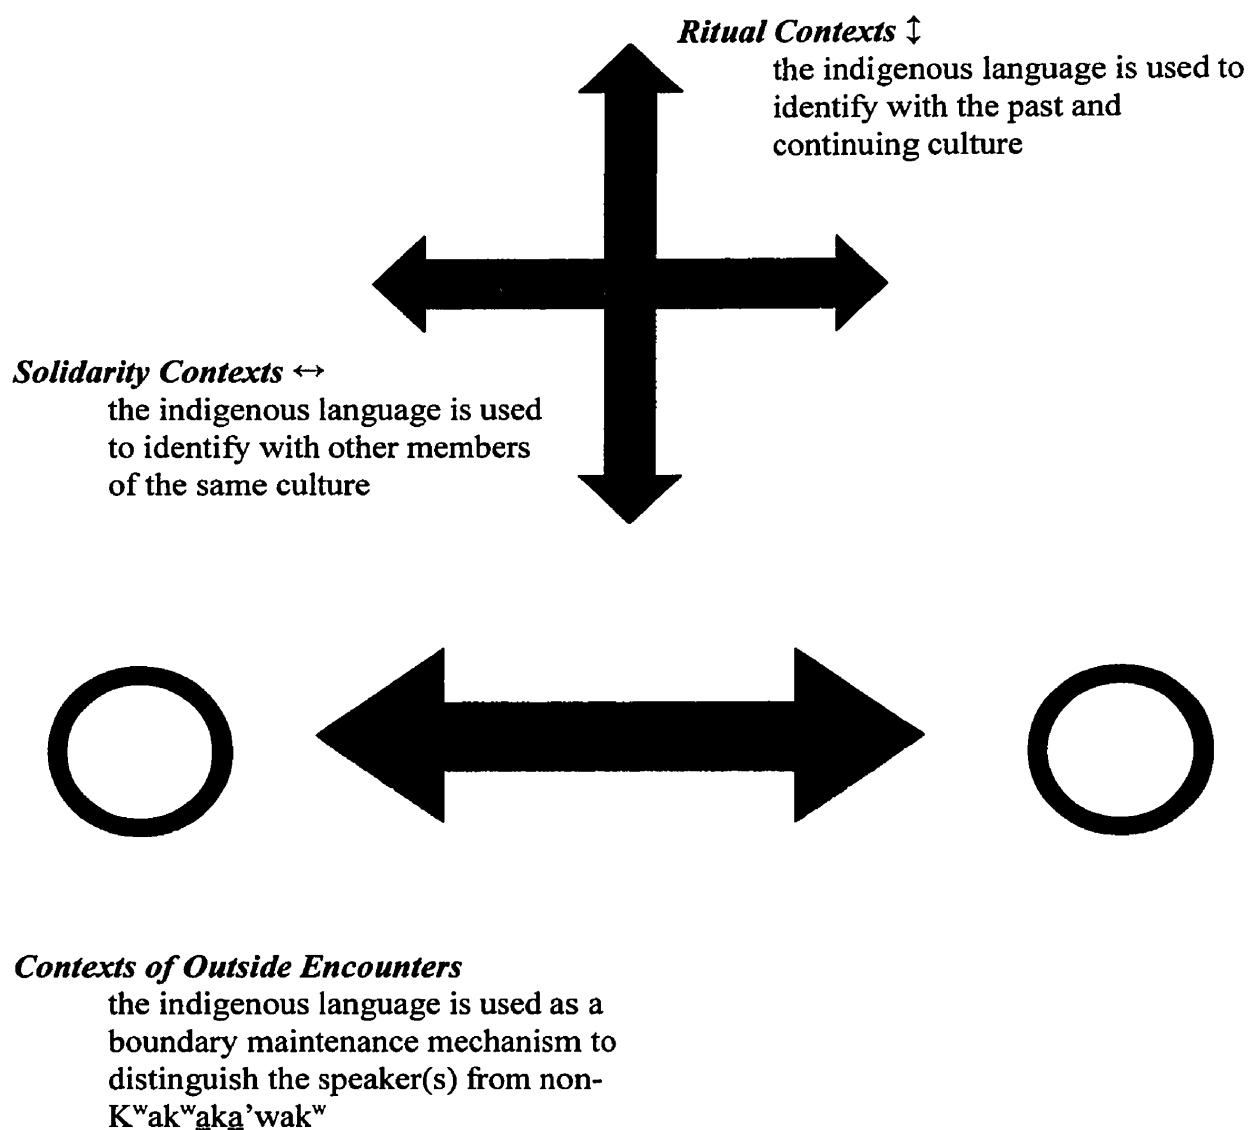 Ritual Contexts ↕
the indigenous language is used to
identify with the past and
continuing culture
Solidarity Contexts ↔
the indigenous language is used
to identify with other members
of the same culture
Contexts of Outside Encounters
the indigenous language is used as a
boundary maintenance mechanism to
distinguish the speaker(s) from non-
Kʷakʷa̲ka̲’wakʷ